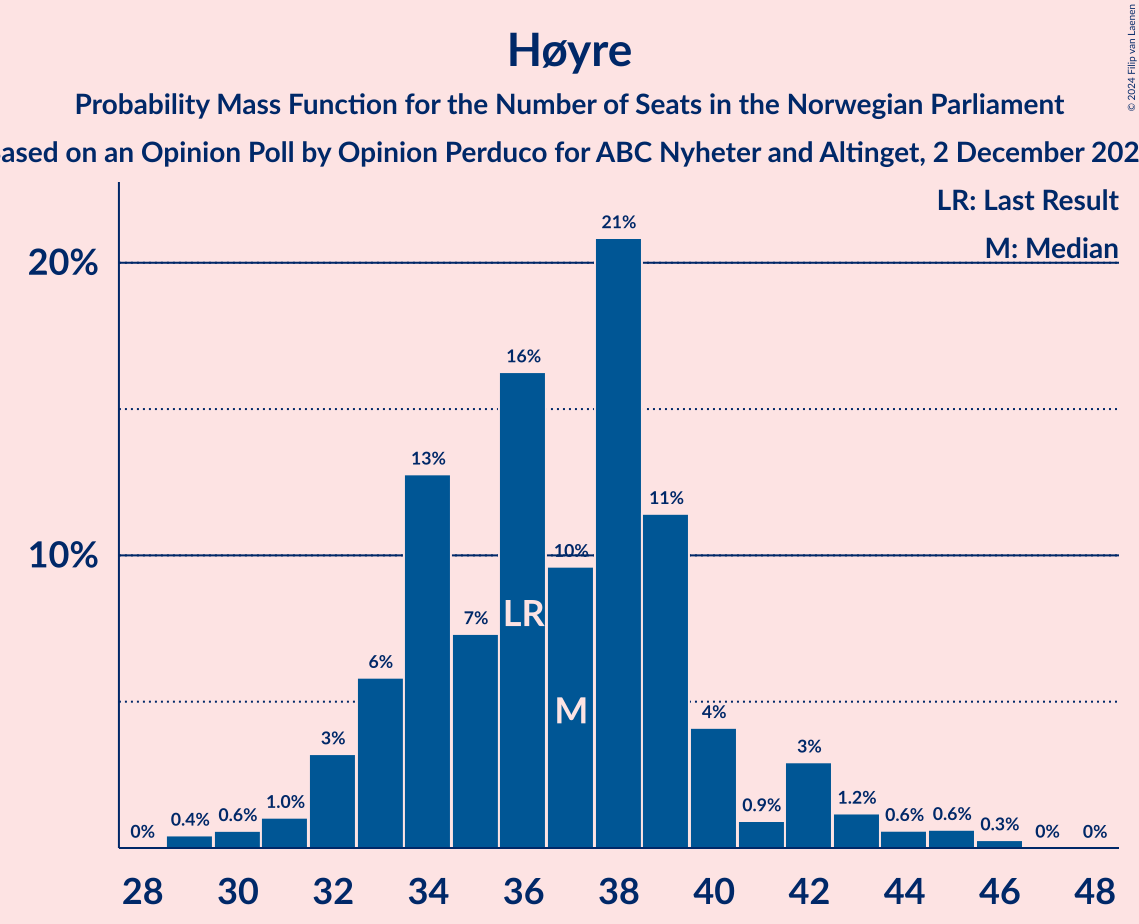 Høyre
Probability Mass Function for the Number of Seats in the Norwegian Parliament
ased on an Opinion Poll by Opinion Perduco for ABC Nyheter and Altinget, 2 December 202
© 2024 Filip van Laenen
LR: Last Result
M: Median
20%
10%
0%
0.4%
0.6%
1.0%
3%
6%
13%
7%
16%
10%
21%
11%
4%
0.9%
3%
1.2%
0.6%
0.6%
0.3%
0%
0%
LR
M
28 30 32 34 36 38 40 42 44 46 48